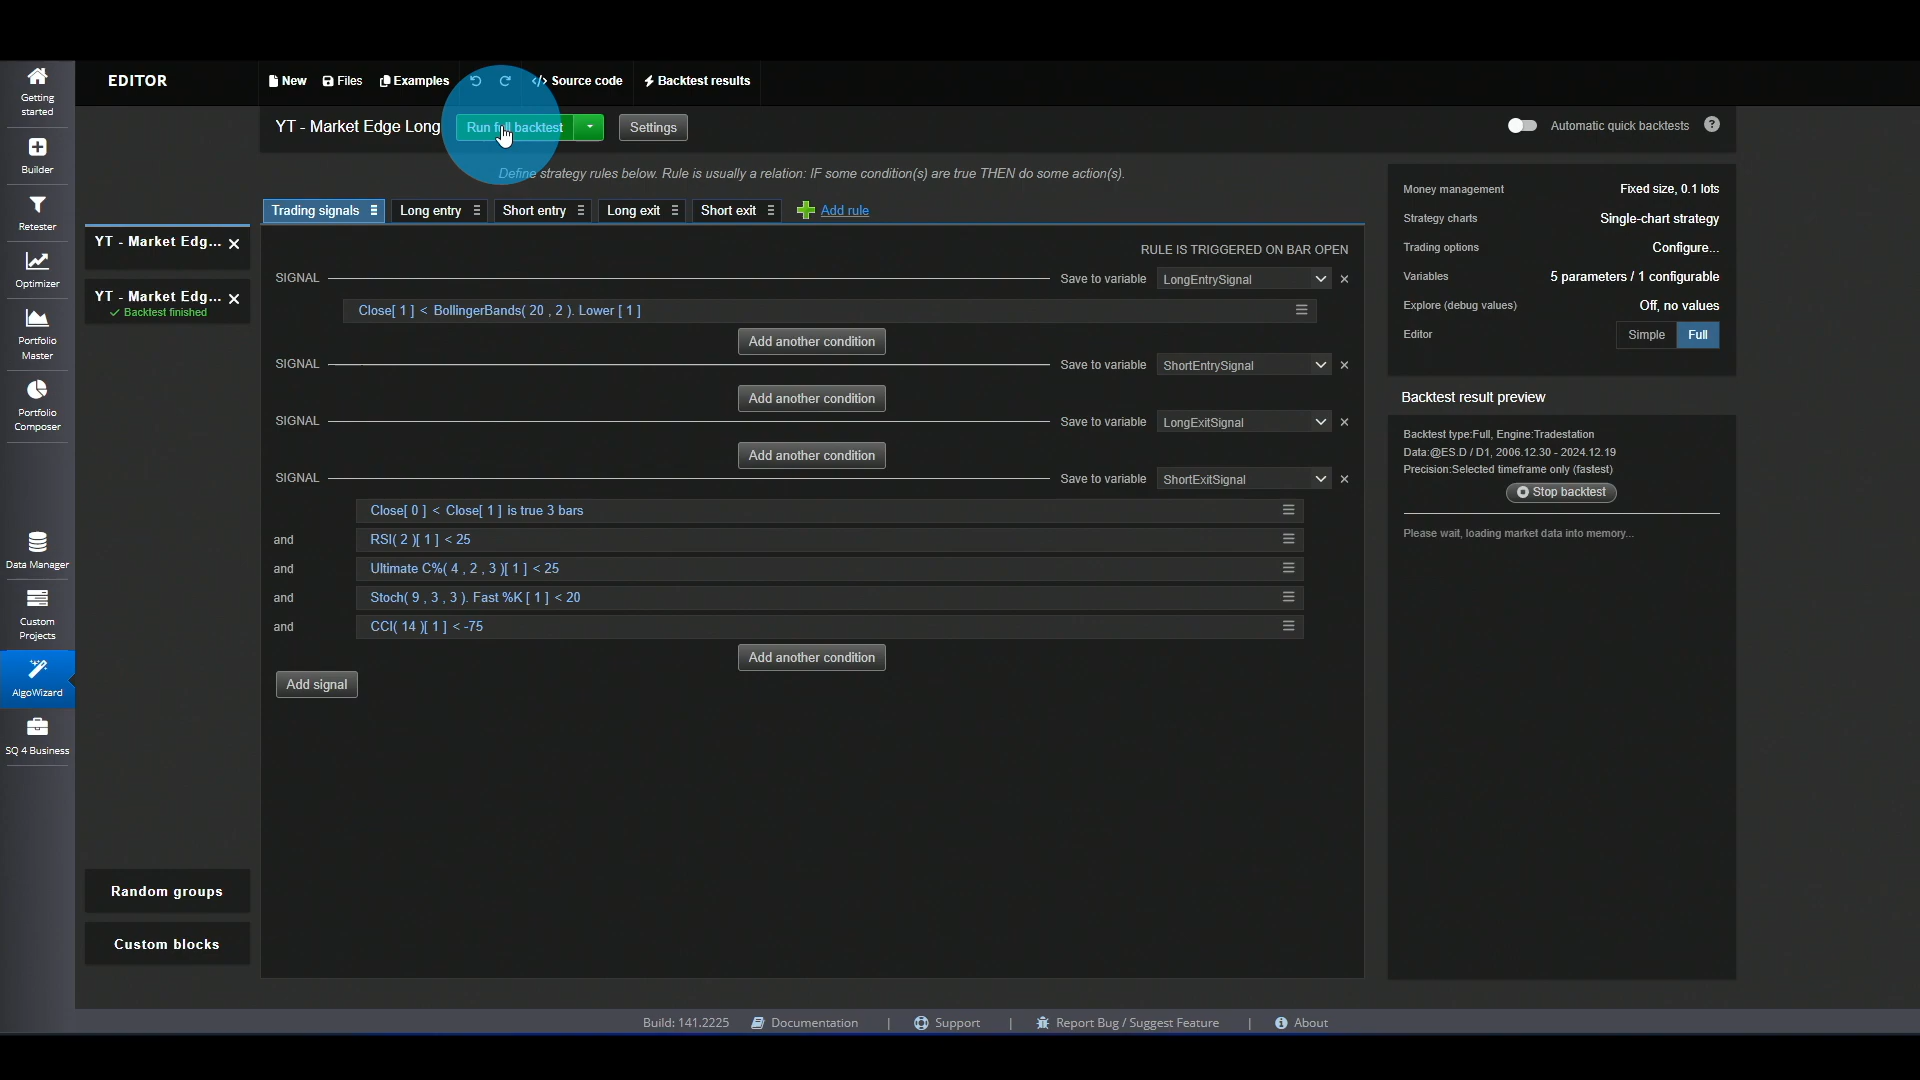 Getting
started
Builder
Retester
Optimizer
Portfolio
Master
Portfolio
Composer
Data Manager
Custom
Projects
AlgoWizard
SQ 4 Business
EDITOR
New Files Examples Source code Backtest results
YT - Market Edge Long Run full backtest Settings
Automatic quick backtests ?
Define strategy rules below. Rule is usually a relation: IF some condition(s) are true THEN do some action(s).
Trading signals Long entry Short entry Long exit Short exit Add rule
YT - Market Edg...
YT - Market Edg...
Backtest finished
Random groups
Custom blocks
RULE IS TRIGGERED ON BAR OPEN
SIGNAL Save to variable LongEntrySignal
Close[ 1 ] < BollingerBands( 20 , 2 ). Lower [ 1 ]
Add another condition
SIGNAL Save to variable ShortEntrySignal
Add another condition
SIGNAL Save to variable LongExitSignal
Add another condition
SIGNAL Save to variable ShortExitSignal
Close[ 0 ] < Close[ 1 ] is true 3 bars
and RSI( 2 )[ 1 ] < 25
and Ultimate C%( 4 , 2 , 3 )[ 1 ] < 25
and Stoch( 9 , 3 , 3 ). Fast %K [ 1 ] < 20
and CCI( 14 )[ 1 ] < -75
Add another condition
Add signal
Money management Fixed size, 0.1 lots
Strategy charts Single-chart strategy
Trading options Configure...
Variables 5 parameters / 1 configurable
Explore (debug values) Off, no values
Editor Simple Full
Backtest result preview
Backtest type:Full, Engine:Tradestation
Data:@ES.D / D1, 2006.12.30 - 2024.12.19
Precision:Selected timeframe only (fastest)
Stop backtest
Please wait, loading market data into memory...
Build: 141.2225 Documentation | Support | Report Bug / Suggest Feature | About